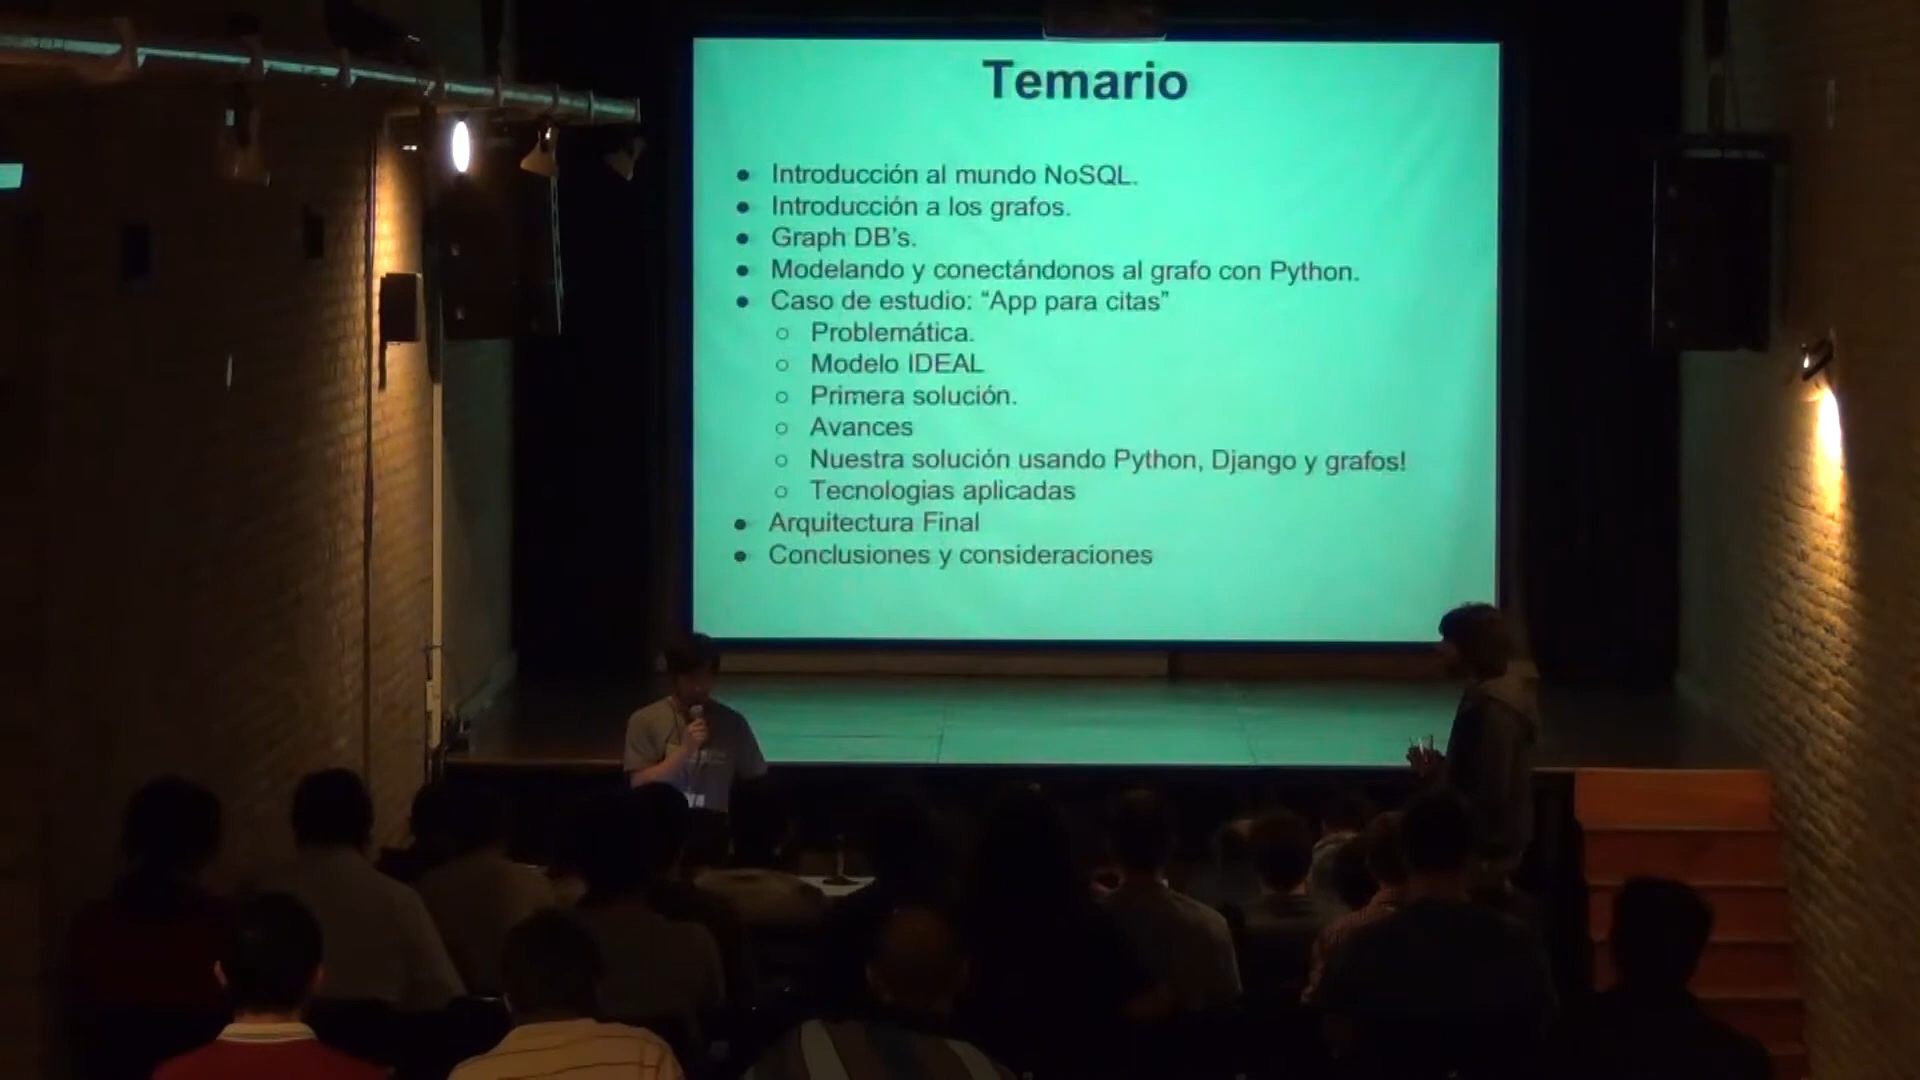 Temario
● Introducción al mundo NoSQL.
● Introducción a los grafos.
● Graph DB's.
● Modelando y conectándonos al grafo con Python.
● Caso de estudio: “App para citas”
○ Problemática.
○ Modelo IDEAL
○ Primera solución.
○ Avances
○ Nuestra solución usando Python, Django y grafos!
○ Tecnologias aplicadas
● Arquitectura Final
● Conclusiones y consideraciones